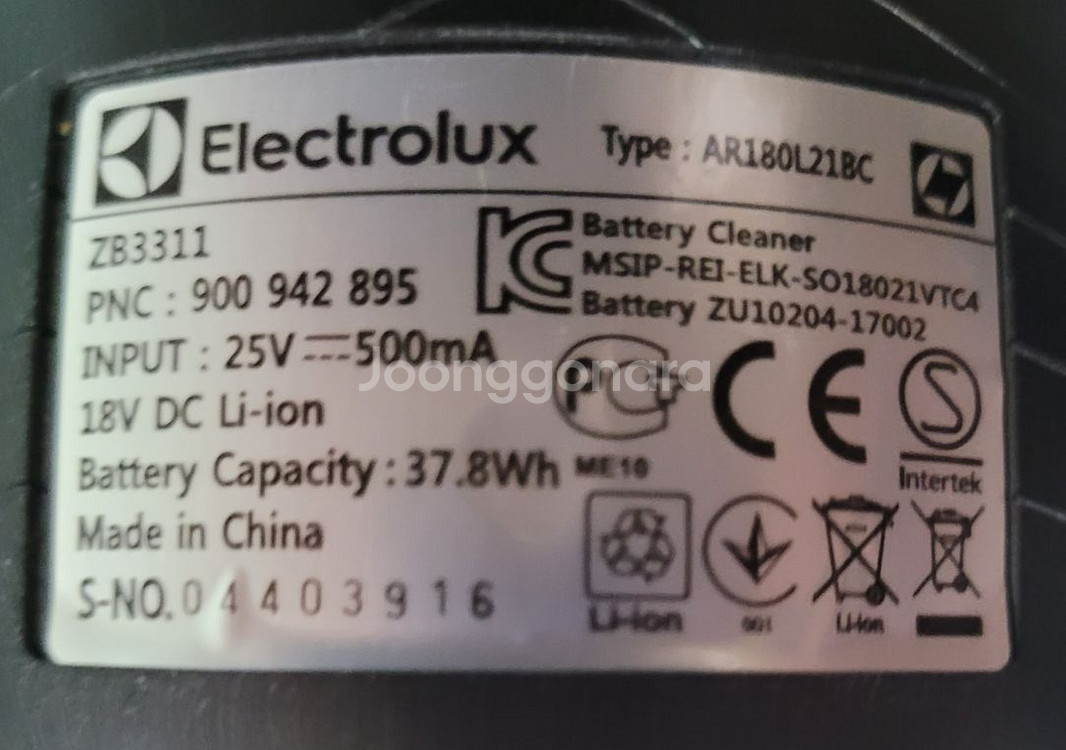 Electrolux Type : AR180L21BC
ZB3311
PNC : 900 942 895
INPUT : 25V 500mA
18V DC Li-ion
Battery Capacity : 37.8Wh
Made in China
S-NO. 04403916
Battery Cleaner
MSIP-REI-ELK-SO18021VTC4
Battery ZU10204-17002
Joonggonara
CE
S
Intertek
ME10
Li-ion
001
Li-Ion